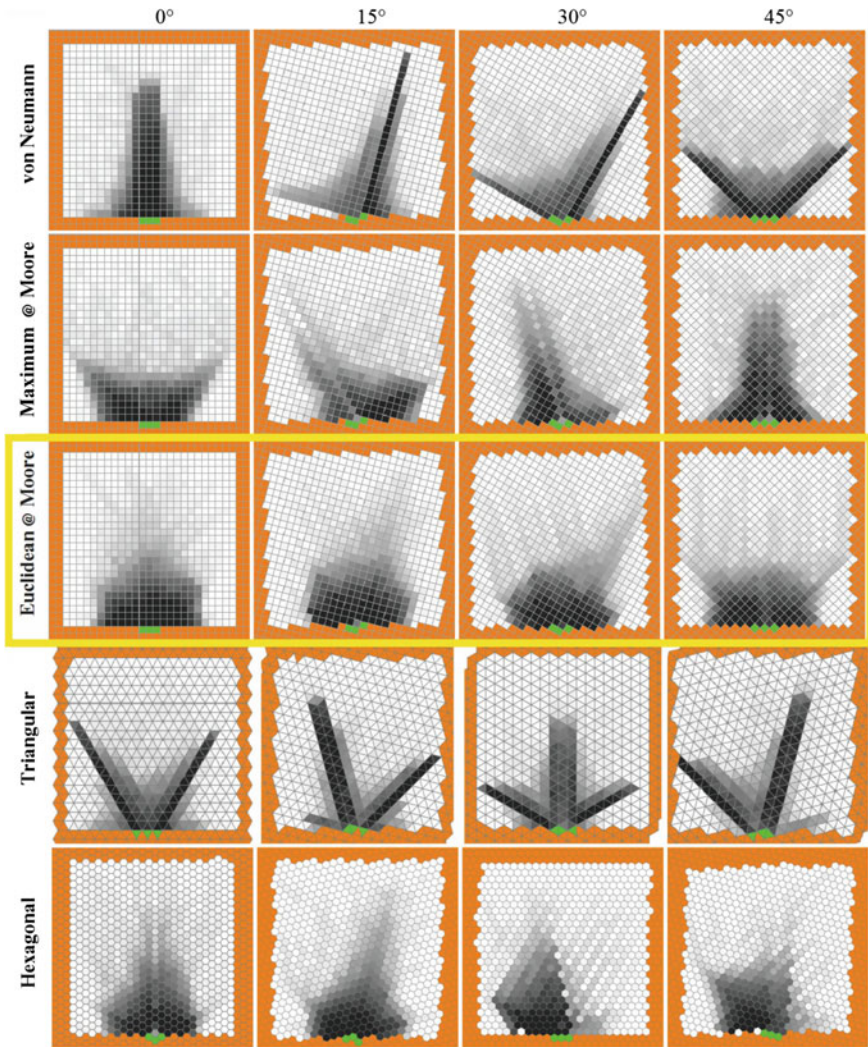 0° 15° 30° 45°
von Neumann
Maximum @ Moore
Euclidean @ Moore
Triangular
Hexagonal